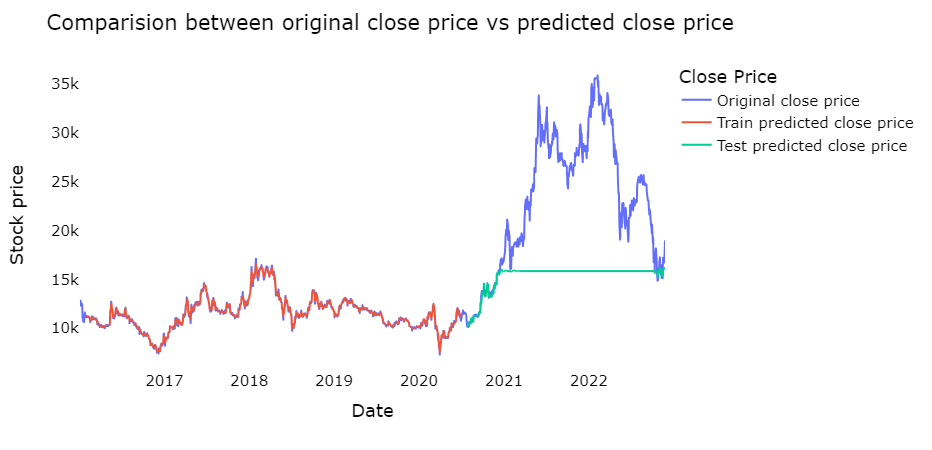 Comparision between original close price vs predicted close price
Close Price
Original close price
Train predicted close price
Test predicted close price
Stock price
35k
30k
25k
20k
15k
10k
2017 2018 2019 2020 2021 2022
Date